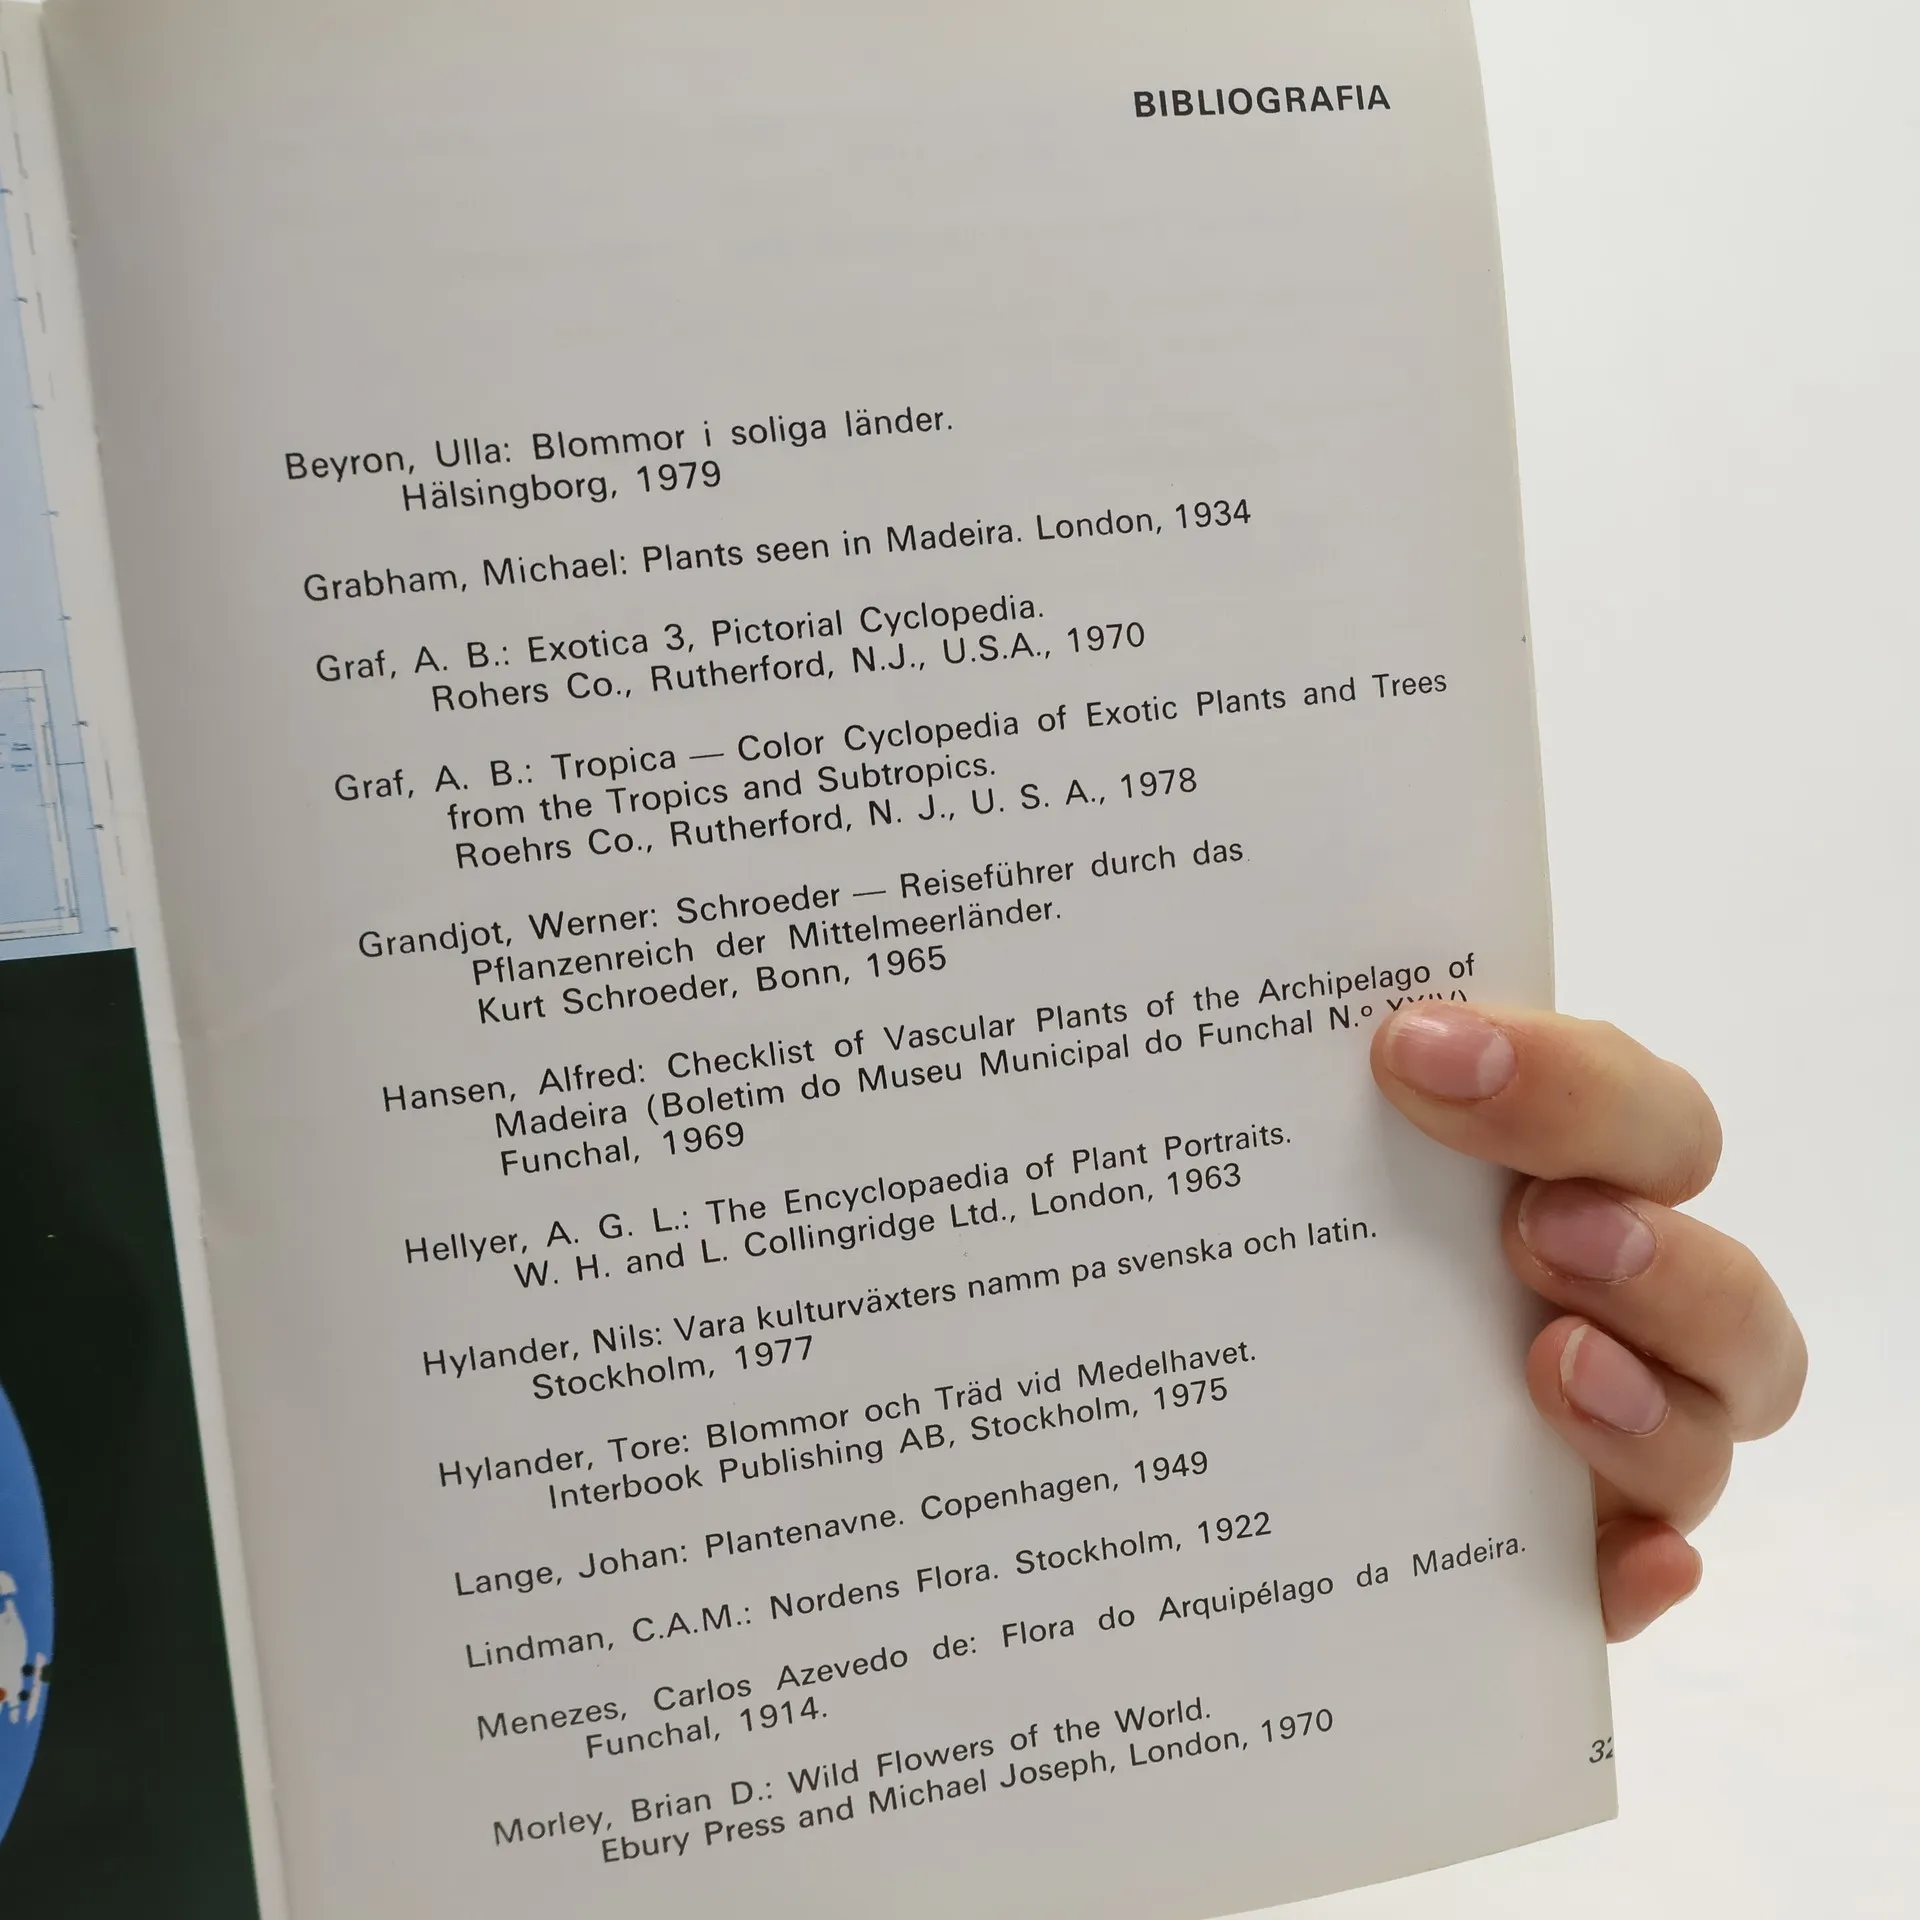 BIBLIOGRAFIA
Beyron, Ulla: Blommor i soliga länder.
Hälsingborg, 1979
Grabham, Michael: Plants seen in Madeira. London, 1934
Graf, A. B.: Exotica 3, Pictorial Cyclopedia.
Rohers Co., Rutherford, N.J., U.S.A., 1970
Graf, A. B.: Tropica — Color Cyclopedia of Exotic Plants and Trees
from the Tropics and Subtropics.
Roehrs Co., Rutherford, N. J., U. S. A., 1978
Grandjot, Werner: Schroeder — Reiseführer durch das
Pflanzenreich der Mittelmeerländer.
Kurt Schroeder, Bonn, 1965
Hansen, Alfred: Checklist of Vascular Plants of the Archipelago of
Madeira (Boletim do Museu Municipal do Funchal N.º
Funchal, 1969
Hellyer, A. G. L.: The Encyclopaedia of Plant Portraits.
W. H. and L. Collingridge Ltd., London, 1963
Hylander, Nils: Vara kulturväxters namm pa svenska och latin.
Stockholm, 1977
Hylander, Tore: Blommor och Träd vid Medelhavet.
Interbook Publishing AB, Stockholm, 1975
Lange, Johan: Plantenavne. Copenhagen, 1949
Lindman, C.A.M.: Nordens Flora. Stockholm, 1922
Menezes, Carlos Azevedo de: Flora do Arquipélago da Madeira.
Funchal, 1914.
Morley, Brian D.: Wild Flowers of the World.
Ebury Press and Michael Joseph, London, 1970